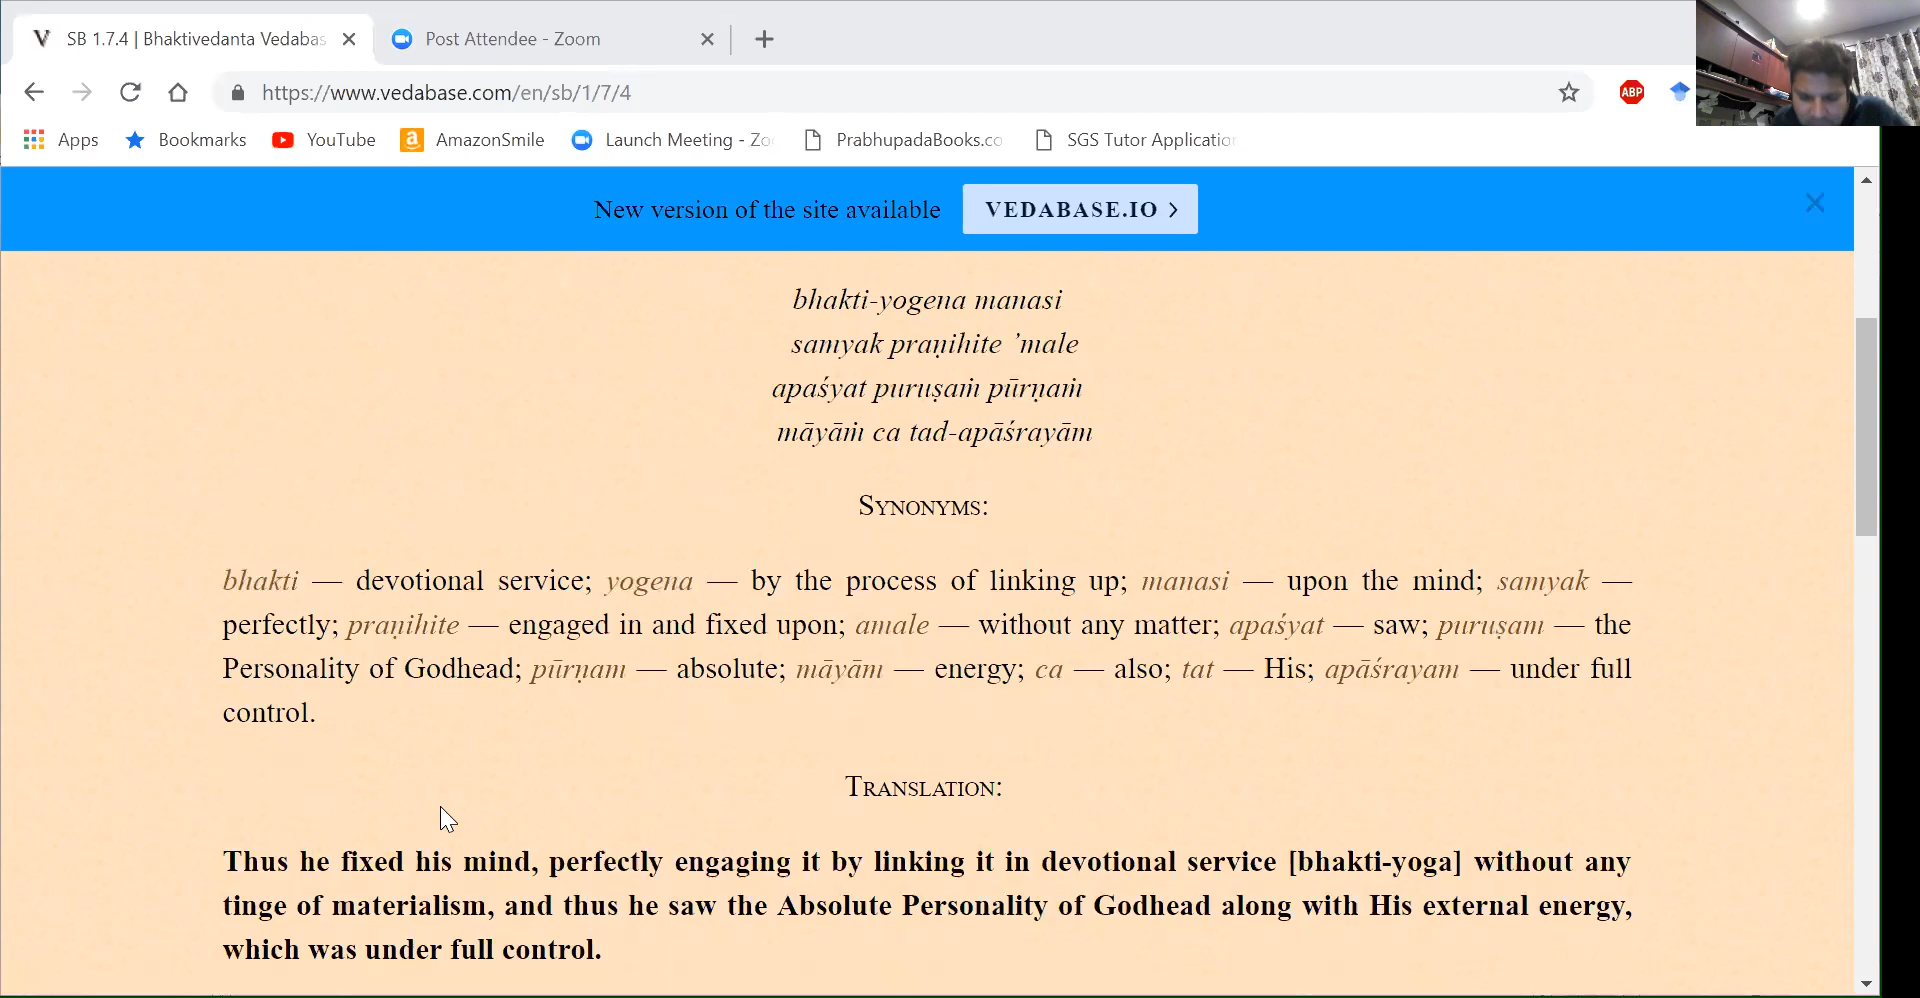 SB 1.7.4 | Bhaktivedanta Vedabas
Post Attendee - Zoom
https://www.vedabase.com/en/sb/1/7/4
ABP
Apps
Bookmarks
YouTube
AmazonSmile
Launch Meeting - Zo
PrabhupadaBooks.co
SGS Tutor Applicatio
New version of the site available
VEDABASE.IO
bhakti-yogena manasi
samyak praṇihite ’male
apaśyat puruṣaṁ pūrṇaṁ
māyāṁ ca tad-apāśrayām
Synonyms:
bhakti — devotional service; yogena — by the process of linking up; manasi — upon the mind; samyak —
perfectly; praṇihite — engaged in and fixed upon; amale — without any matter; apaśyat — saw; puruṣam — the
Personality of Godhead; pūrṇam — absolute; māyām — energy; ca — also; tat — His; apāśrayam — under full
control.
Translation:
Thus he fixed his mind, perfectly engaging it by linking it in devotional service [bhakti-yoga] without any
tinge of materialism, and thus he saw the Absolute Personality of Godhead along with His external energy,
which was under full control.